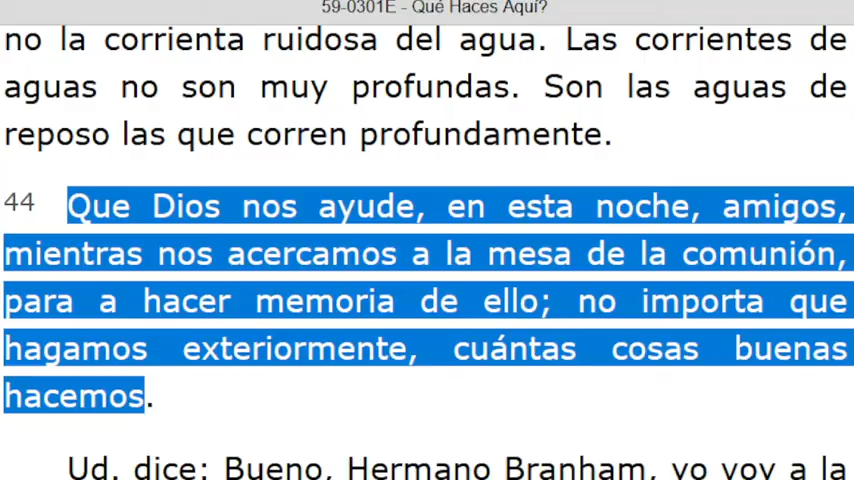 59-0301E - Qué Haces Aquí?
no la corrienta ruidosa del agua. Las corrientes de
aguas no son muy profundas. Son las aguas de
reposo las que corren profundamente.
44 Que Dios nos ayude, en esta noche, amigos,
mientras nos acercamos a la mesa de la comunión,
para a hacer memoria de ello; no importa que
hagamos exteriormente, cuántas cosas buenas
hacemos.
Ud. dice: Bueno, Hermano Branham, yo voy a la